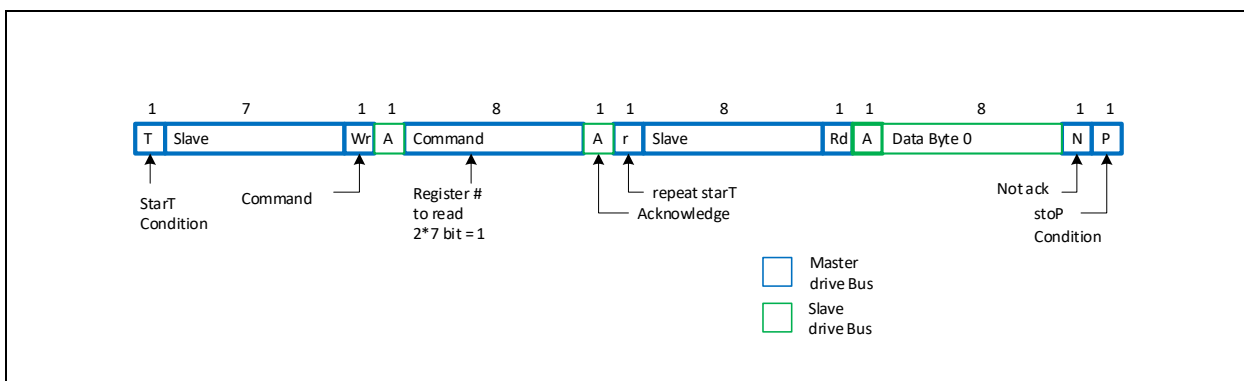 1 7 1 1 8 1 1 8 1 1 8 1 1
T Slave Wr A Command A r Slave Rd A Data Byte 0 N P
StarT
Condition
Command
Register #
to read
2*7 bit = 1
repeat starT
Acknowledge
Not ack
stoP
Condition
Master
drive Bus
Slave
drive Bus